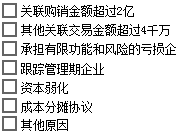 关联购销金额超过2亿
其他关联交易金额超过4千万
承担有限功能和风险的亏损企
跟踪管理期企业
资本弱化
成本分摊协议
其他原因